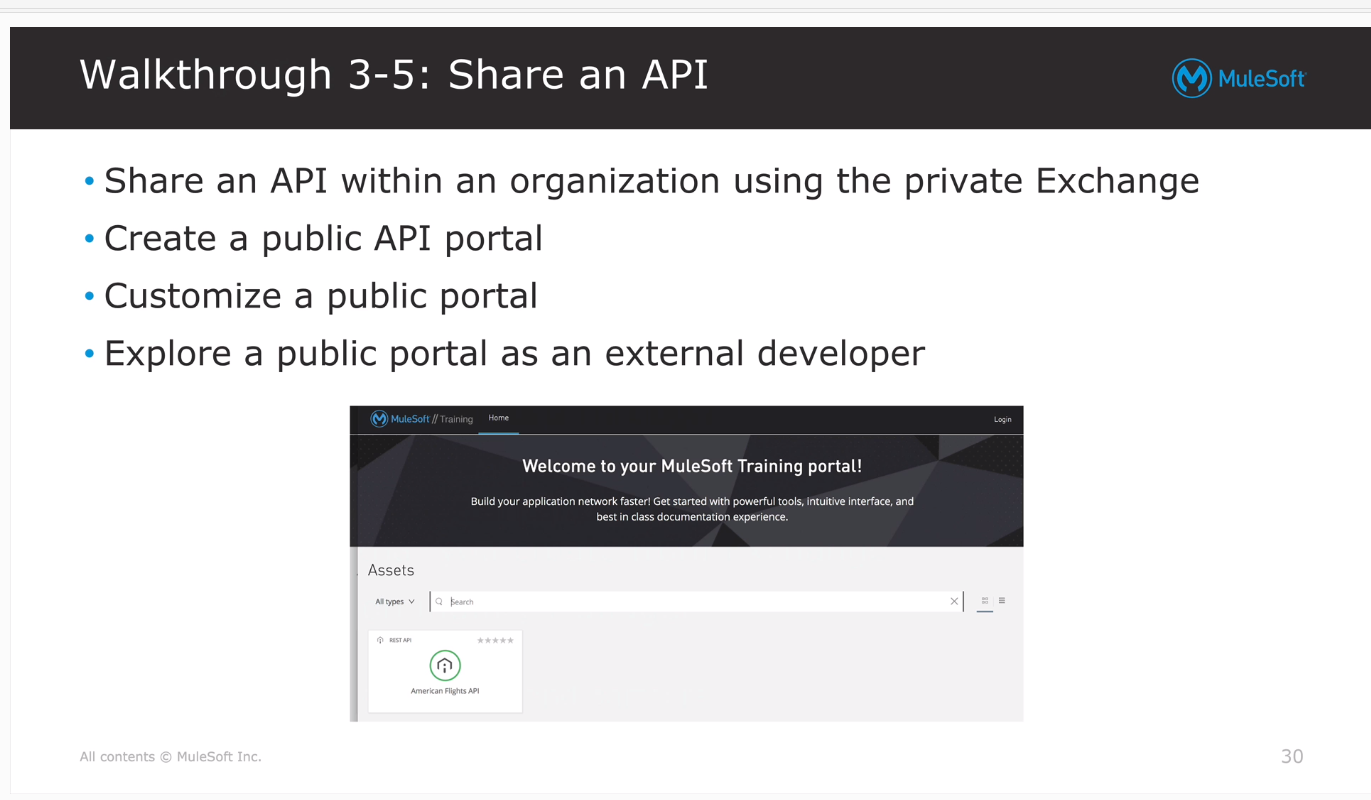 Walkthrough 3-5: Share an API
MuleSoft
• Share an API within an organization using the private Exchange
• Create a public API portal
• Customize a public portal
• Explore a public portal as an external developer
MuleSoft // Training Home Login
Welcome to your MuleSoft Training portal!
Build your application network faster! Get started with powerful tools, intuitive interface, and
best in class documentation experience.
Assets
All types Search
REST API
American Flights API
All contents © MuleSoft Inc.
30